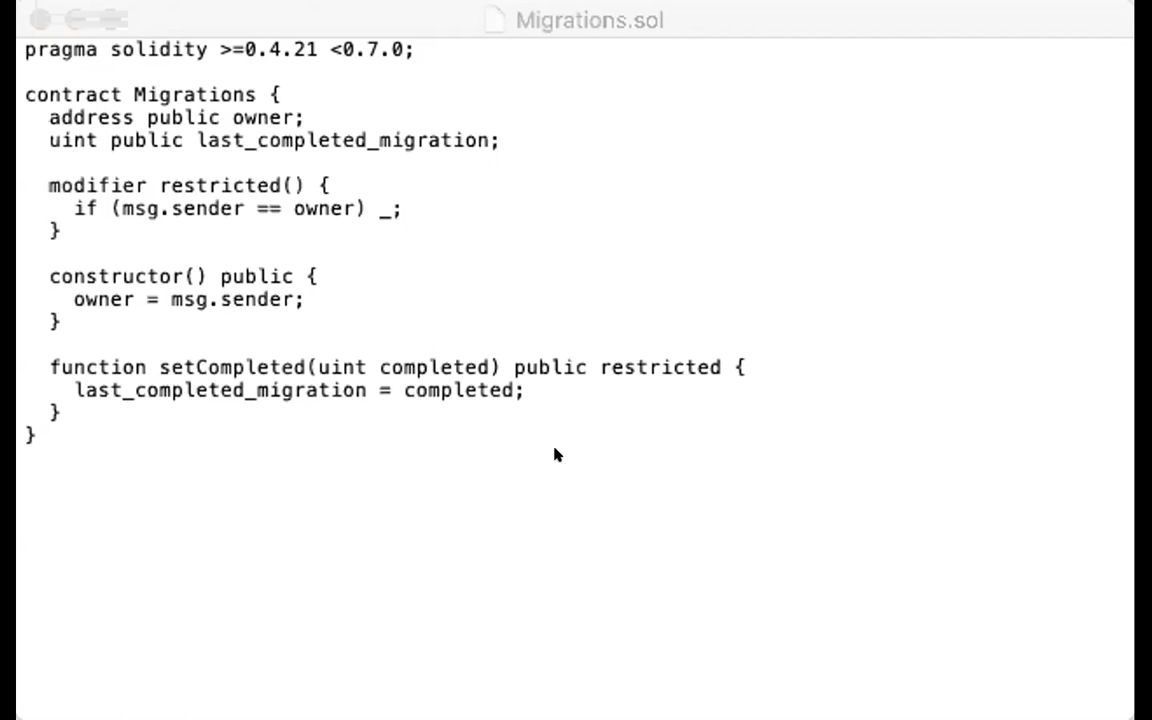 Migrations.sol
pragma solidity >=0.4.21 <0.7.0;
contract Migrations {
  address public owner;
  uint public last_completed_migration;
  modifier restricted() {
    if (msg.sender == owner) _;
  }
  constructor() public {
    owner = msg.sender;
  }
  function setCompleted(uint completed) public restricted {
    last_completed_migration = completed;
  }
}